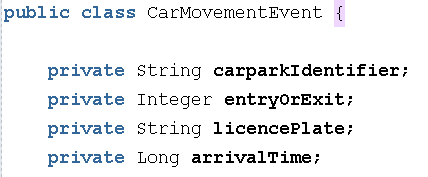 public class CarMovementEvent {
private String carparkIdentifier;
private Integer entryOrExit;
private String licencePlate;
private Long arrivalTime;